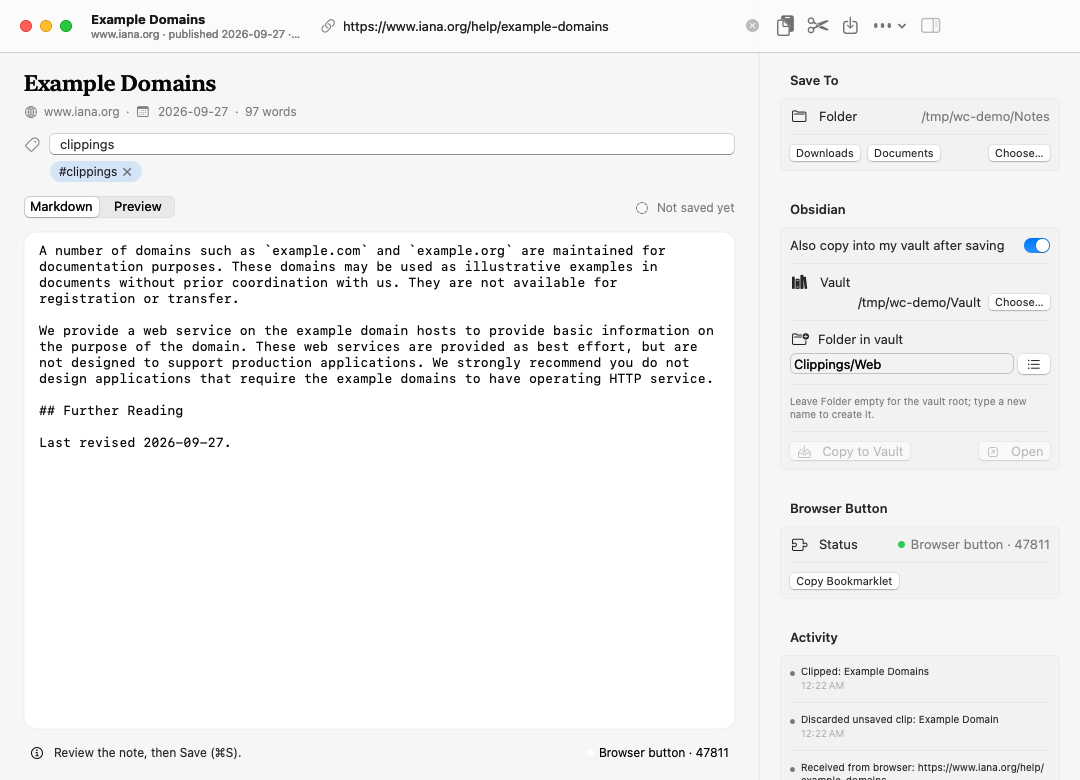 Example Domains
www.iana.org · published 2026-09-27 ·...
https://www.iana.org/help/example-domains
Example Domains
www.iana.org · 2026-09-27 · 97 words
clippings
#clippings
Markdown Preview
Not saved yet
A number of domains such as `example.com` and `example.org` are maintained for
documentation purposes. These domains may be used as illustrative examples in
documents without prior coordination with us. They are not available for
registration or transfer.
We provide a web service on the example domain hosts to provide basic information on
the purpose of the domain. These web services are provided as best effort, but are
not designed to support production applications. We strongly recommend you do not
design applications that require the example domains to have operating HTTP service.
## Further Reading
Last revised 2026-09-27.
Review the note, then Save (⌘S).
Browser button · 47811
Save To
Folder /tmp/wc-demo/Notes
Downloads Documents Choose...
Obsidian
Also copy into my vault after saving
Vault
/tmp/wc-demo/Vault Choose...
Folder in vault
Clippings/Web
Leave Folder empty for the vault root; type a new
name to create it.
Copy to Vault Open
Browser Button
Status Browser button · 47811
Copy Bookmarklet
Activity
Clipped: Example Domains
12:22 AM
Discarded unsaved clip: Example Domain
12:22 AM
Received from browser: https://www.iana.org/help/
example-domains